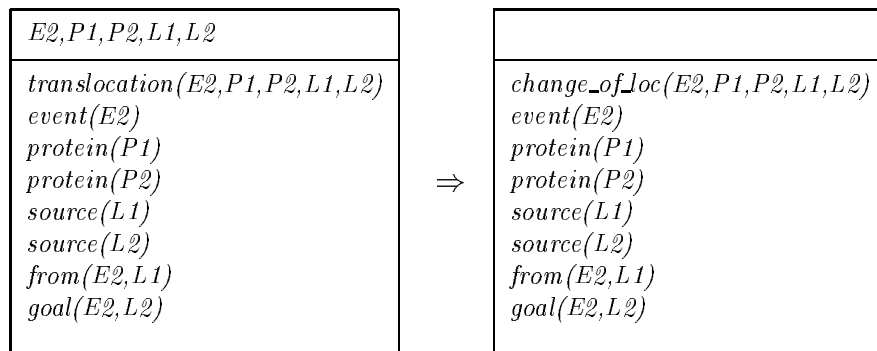 E2,P1,P2,L1,L2
translocation(E2,P1,P2,L1,L2)
event(E2)
protein(P1)
protein(P2)
source(L1)
source(L2)
from(E2,L1)
goal(E2,L2)
⇒
change_of_loc(E2,P1,P2,L1,L2)
event(E2)
protein(P1)
protein(P2)
source(L1)
source(L2)
from(E2,L1)
goal(E2,L2)